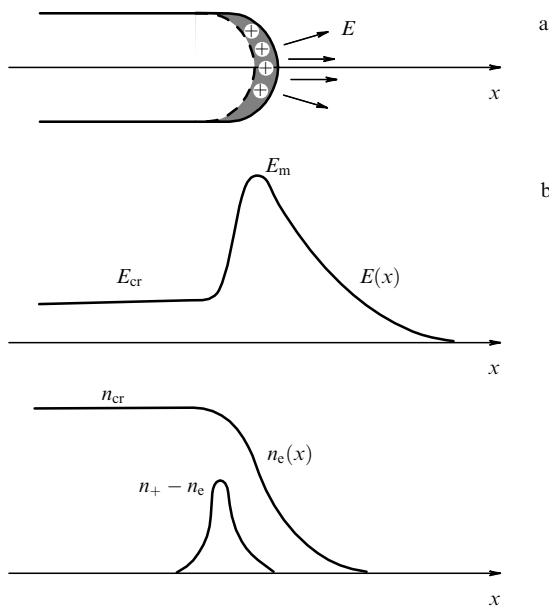 a
E
+
+
+
+
x
b
E_m
E_cr
E(x)
x
n_cr
n_e(x)
n_+ − n_e
x